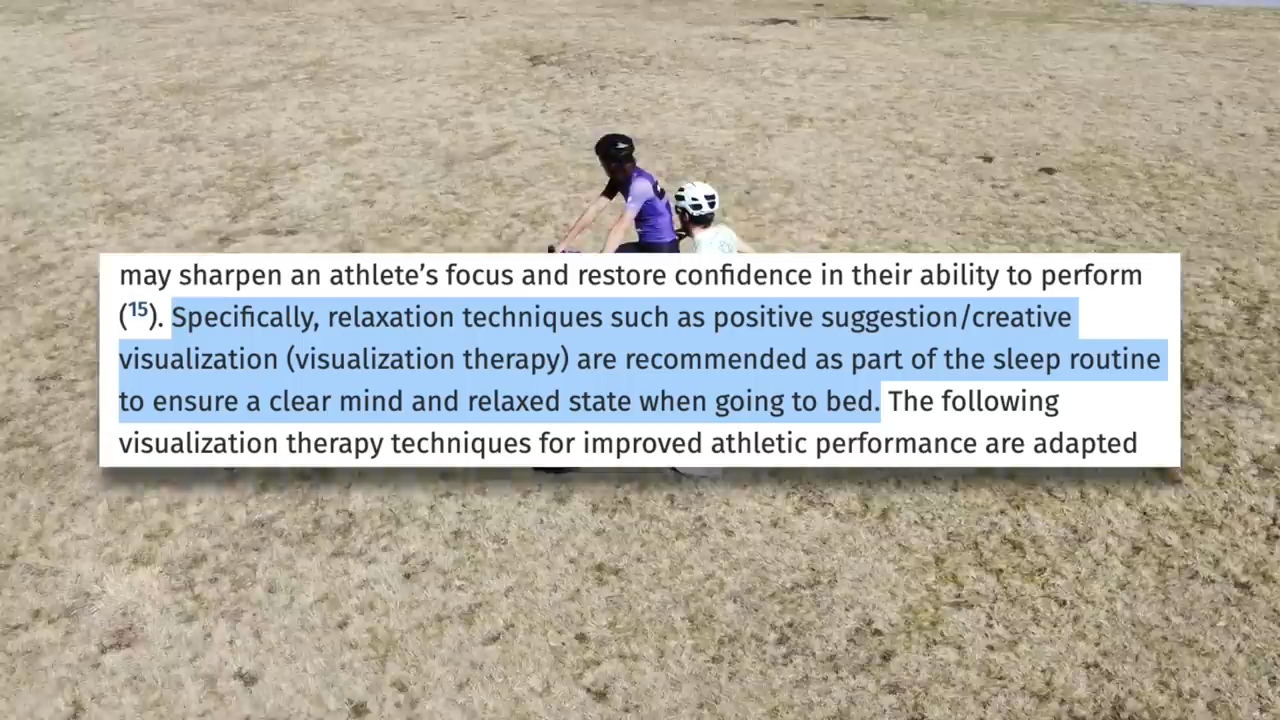 may sharpen an athlete’s focus and restore confidence in their ability to perform
(15). Specifically, relaxation techniques such as positive suggestion/creative
visualization (visualization therapy) are recommended as part of the sleep routine
to ensure a clear mind and relaxed state when going to bed. The following
visualization therapy techniques for improved athletic performance are adapted